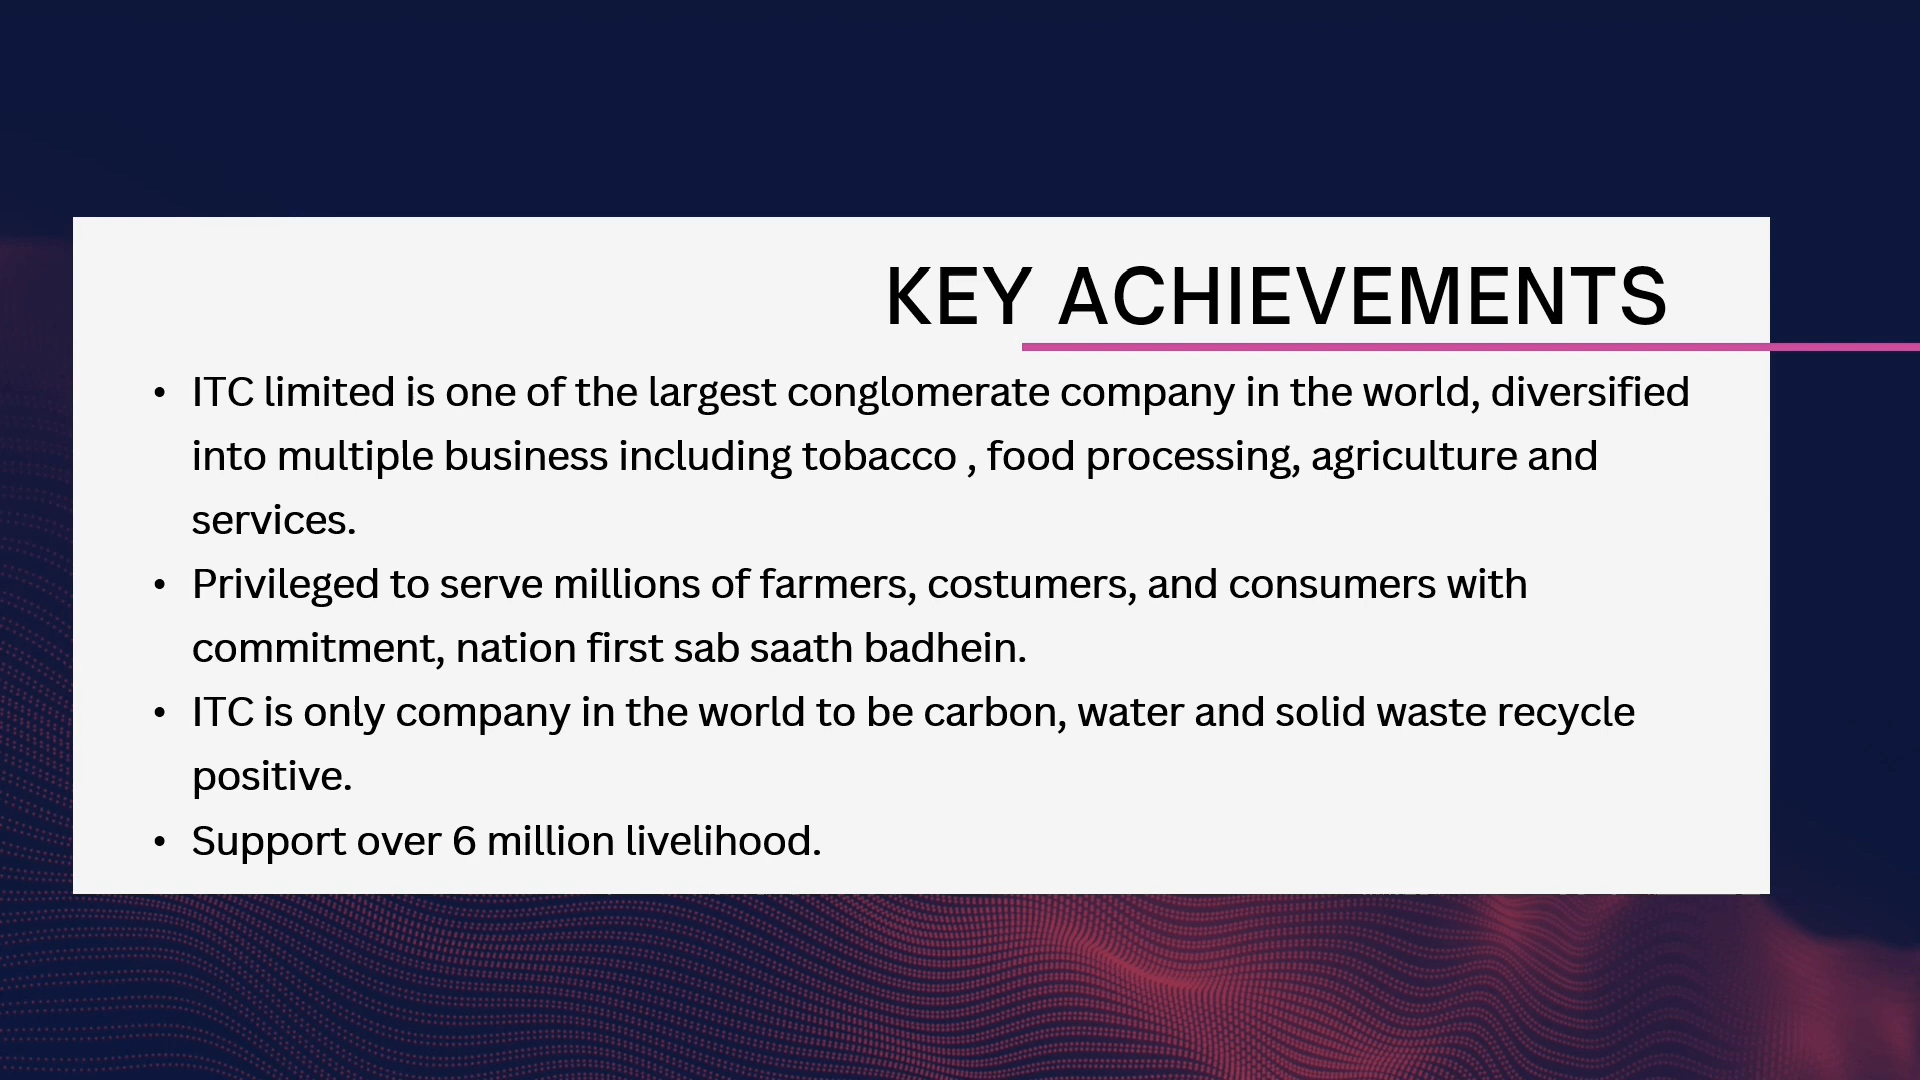 KEY ACHIEVEMENTS
• ITC limited is one of the largest conglomerate company in the world, diversified
into multiple business including tobacco , food processing, agriculture and
services.
• Privileged to serve millions of farmers, costumers, and consumers with
commitment, nation first sab saath badhein.
• ITC is only company in the world to be carbon, water and solid waste recycle
positive.
• Support over 6 million livelihood.